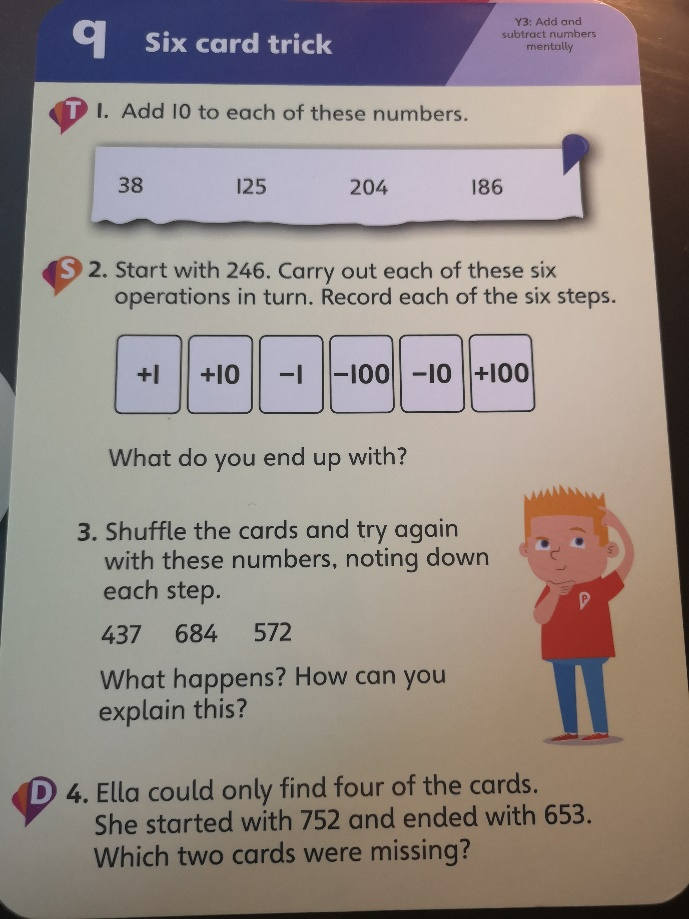 9 Six card trick
Y3: Add and
subtract numbers
mentally
T 1. Add 10 to each of these numbers.
38 125 204 186
S 2. Start with 246. Carry out each of these six
operations in turn. Record each of the six steps.
+1 +10 −1 −100 −10 +100
What do you end up with?
3. Shuffle the cards and try again
with these numbers, noting down
each step.
437 684 572
What happens? How can you
explain this?
P
D 4. Ella could only find four of the cards.
She started with 752 and ended with 653.
Which two cards were missing?